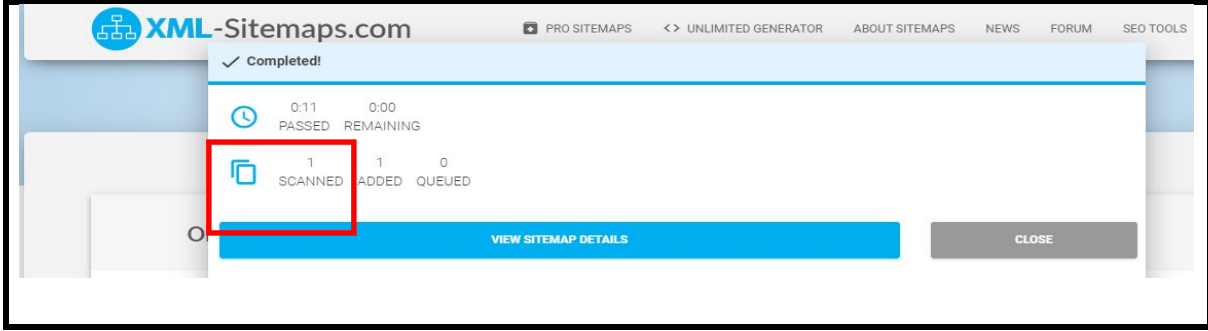 XML-Sitemaps.com PRO SITEMAPS <> UNLIMITED GENERATOR ABOUT SITEMAPS NEWS FORUM SEO TOOLS
Completed!
0:11 0:00
PASSED REMAINING
1 1 0
SCANNED ADDED QUEUED
VIEW SITEMAP DETAILS CLOSE